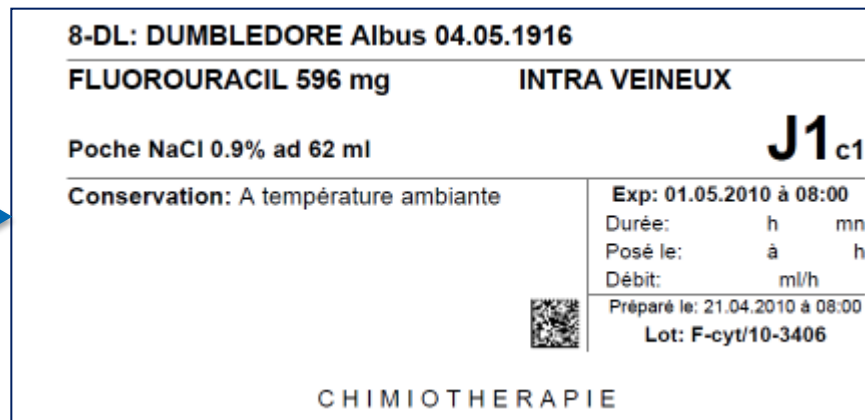 8-DL: DUMBLEDORE Albus 04.05.1916
FLUOROURACIL 596 mg INTRA VEINEUX
Poche NaCl 0.9% ad 62 ml J1c1
Conservation: A température ambiante
Exp: 01.05.2010 à 08:00
Durée: h mn
Posé le: à h
Débit: ml/h
Préparé le: 21.04.2010 à 08:00
Lot: F-cyt/10-3406
CHIMIOTHERAPIE